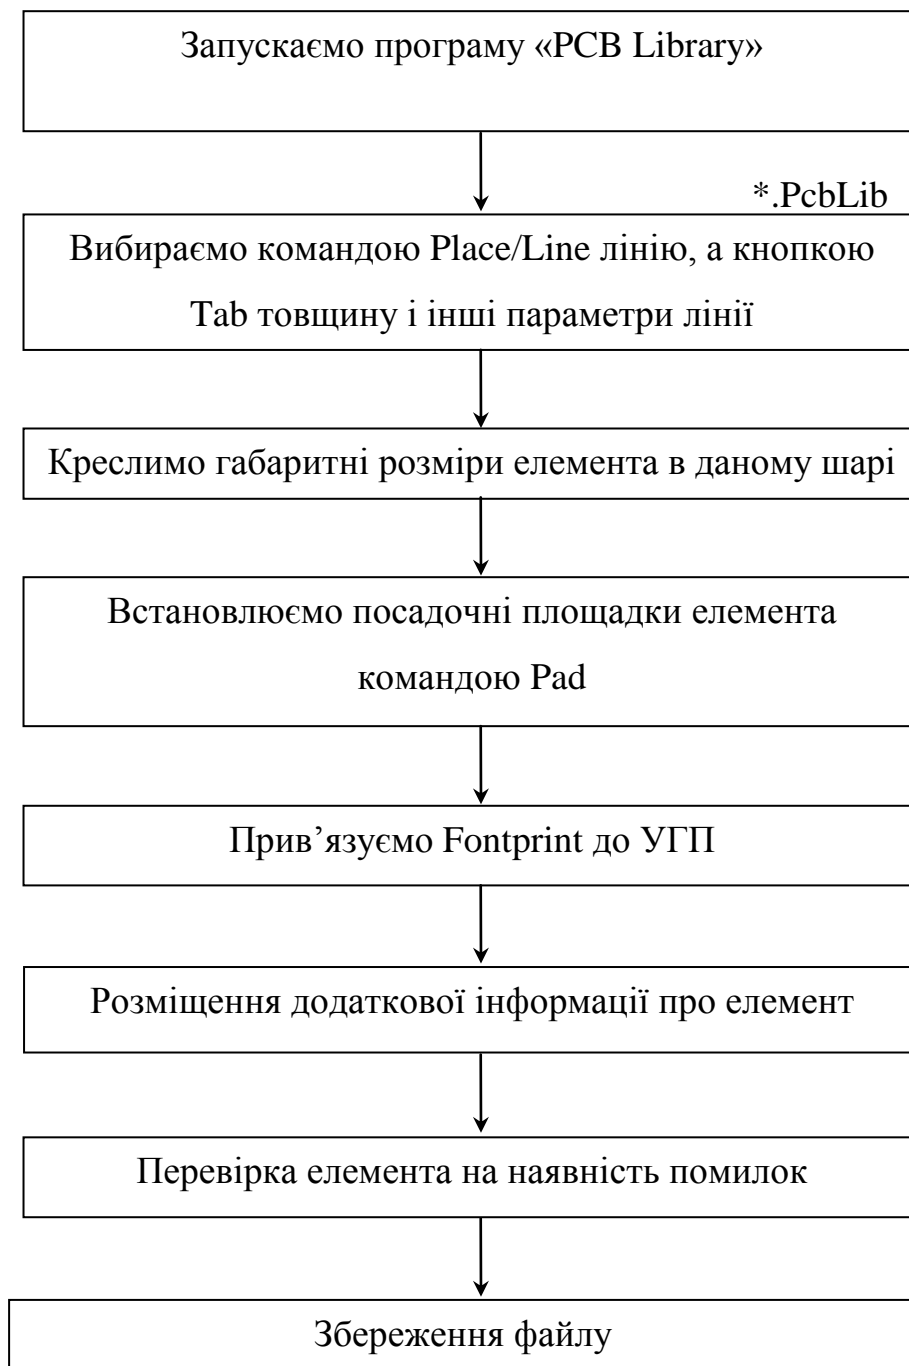 Запускаємо програму «PCB Library»
*.PcbLib
Вибираємо командою Place/Line лінію, а кнопкою
Tab товщину і інші параметри лінії
Креслимо габаритні розміри елемента в даному шарі
Встановлюємо посадочні площадки елемента
командою Pad
Прив’язуємо Fontprint до УГП
Розміщення додаткової інформації про елемент
Перевірка елемента на наявність помилок
Збереження файлу